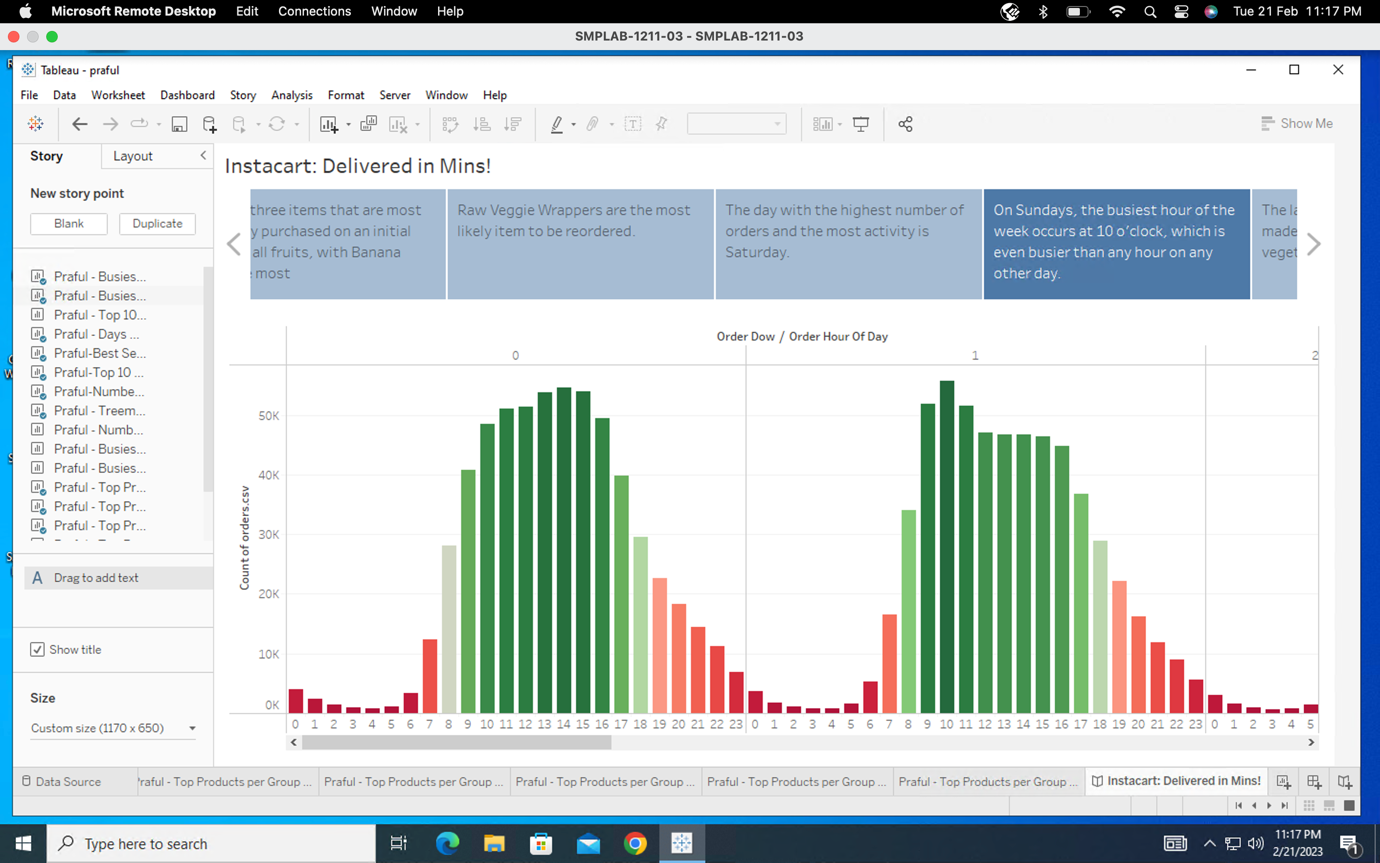 Microsoft Remote Desktop Edit Connections Window Help Tue 21 Feb 11:17 PM
SMPLAB-1211-03 - SMPLAB-1211-03
Tableau - praful
File Data Worksheet Dashboard Story Analysis Format Server Window Help
Show Me
Story Layout
New story point
Blank Duplicate
Praful - Busies...
Praful - Busies...
Praful - Top 10...
Praful - Days ...
Praful-Best Se...
Praful-Top 10 ...
Praful-Numbe...
Praful - Treem...
Praful - Numb...
Praful - Busies...
Praful - Busies...
Praful - Top Pr...
Praful - Top Pr...
Praful - Top Pr...
A Drag to add text
Show title
Size
Custom size (1170 x 650)
Instacart: Delivered in Mins!
three items that are most
y purchased on an initial
all fruits, with Banana
most
Raw Veggie Wrappers are the most
likely item to be reordered.
The day with the highest number of
orders and the most activity is
Saturday.
On Sundays, the busiest hour of the
week occurs at 10 o'clock, which is
even busier than any hour on any
other day.
The la
made
veget
Order Dow / Order Hour Of Day
0 1 2
Count of orders.csv
50K
40K
30K
20K
10K
0K
0 1 2 3 4 5 6 7 8 9 10 11 12 13 14 15 16 17 18 19 20 21 22 23 0 1 2 3 4 5 6 7 8 9 10 11 12 13 14 15 16 17 18 19 20 21 22 23 0 1 2 3 4 5
Data Source Praful - Top Products per Group ... Praful - Top Products per Group ... Praful - Top Products per Group ... Praful - Top Products per Group ... Praful - Top Products per Group ... Instacart: Delivered in Mins!
Type here to search
11:17 PM
2/21/2023
1